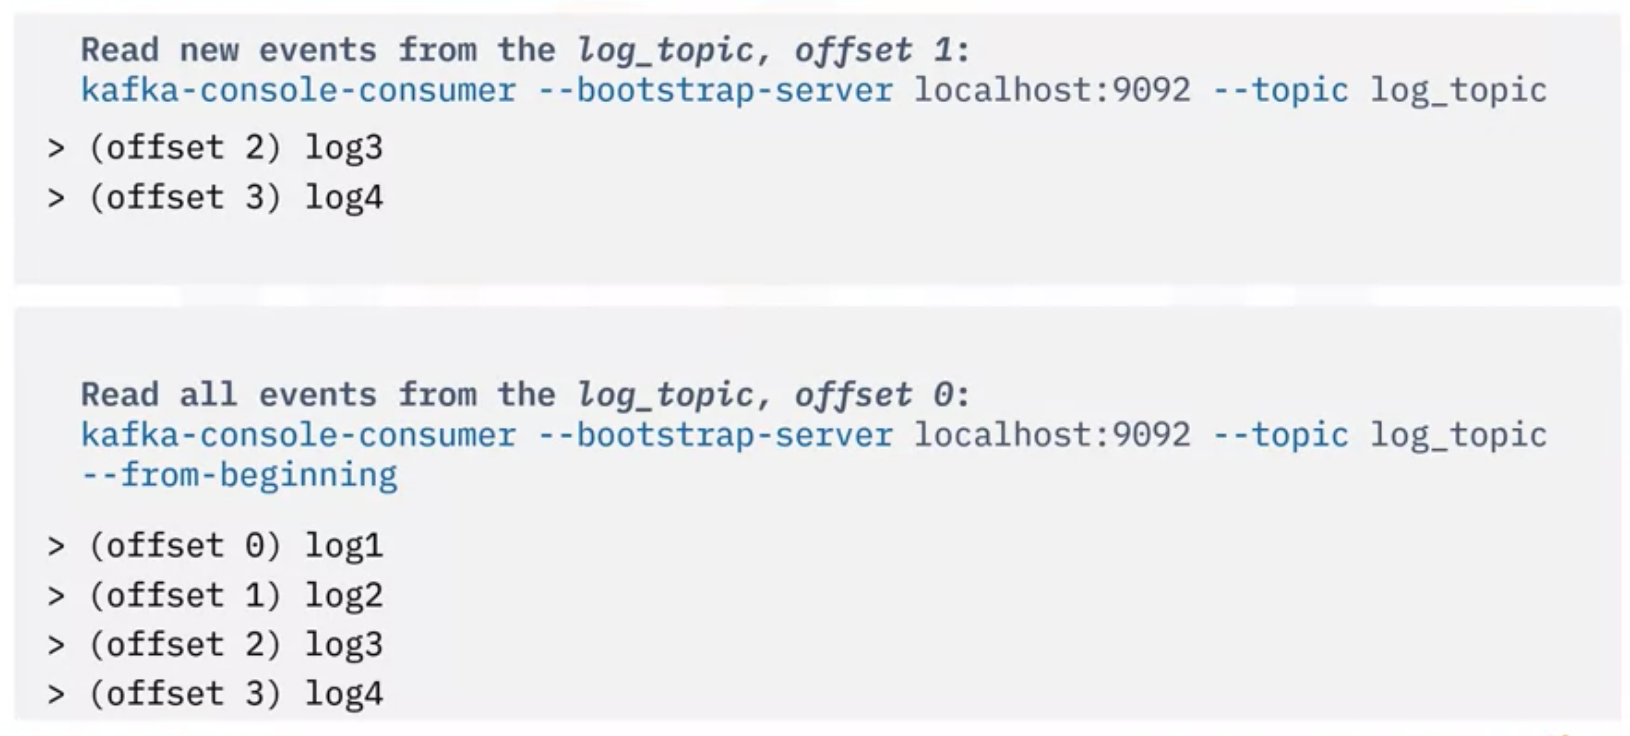 Read new events from the log_topic, offset 1:
kafka-console-consumer --bootstrap-server localhost:9092 --topic log_topic
> (offset 2) log3
> (offset 3) log4
Read all events from the log_topic, offset 0:
kafka-console-consumer --bootstrap-server localhost:9092 --topic log_topic
--from-beginning
> (offset 0) log1
> (offset 1) log2
> (offset 2) log3
> (offset 3) log4